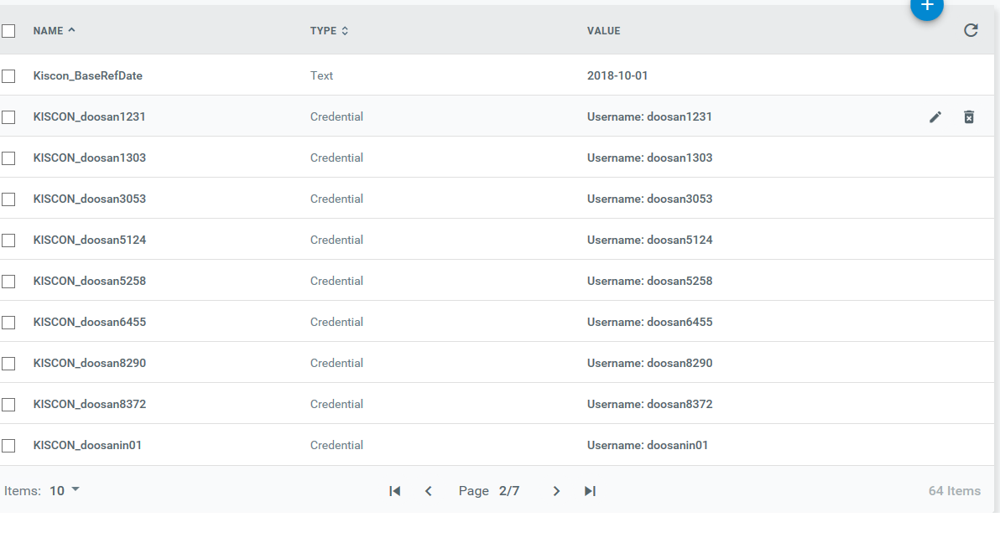 NAME TYPE VALUE
Kiscon_BaseRefDate Text 2018-10-01
KISCON_doosan1231 Credential Username: doosan1231
KISCON_doosan1303 Credential Username: doosan1303
KISCON_doosan3053 Credential Username: doosan3053
KISCON_doosan5124 Credential Username: doosan5124
KISCON_doosan5258 Credential Username: doosan5258
KISCON_doosan6455 Credential Username: doosan6455
KISCON_doosan8290 Credential Username: doosan8290
KISCON_doosan8372 Credential Username: doosan8372
KISCON_doosanin01 Credential Username: doosanin01
Items: 10 Page 2/7 64 Items